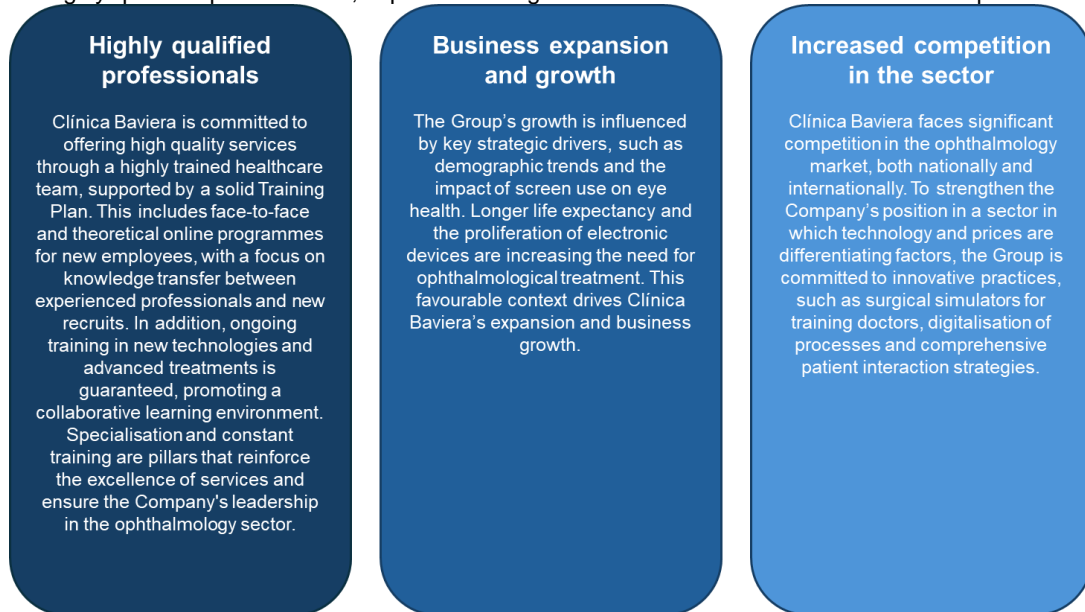 Highly qualified
professionals
Clínica Baviera is committed to
offering high quality services
through a highly trained healthcare
team, supported by a solid Training
Plan. This includes face-to-face
and theoretical online programmes
for new employees, with a focus on
knowledge transfer between
experienced professionals and new
recruits. In addition, ongoing
training in new technologies and
advanced treatments is
guaranteed, promoting a
collaborative learning environment.
Specialisation and constant
training are pillars that reinforce
the excellence of services and
ensure the Company's leadership
in the ophthalmology sector.
Business expansion
and growth
The Group's growth is influenced
by key strategic drivers, such as
demographic trends and the
impact of screen use on eye
health. Longer life expectancy and
the proliferation of electronic
devices are increasing the need for
ophthalmological treatment. This
favourable context drives Clínica
Baviera's expansion and business
growth.
Increased competition
in the sector
Clínica Baviera faces significant
competition in the ophthalmology
market, both nationally and
internationally. To strengthen the
Company's position in a sector in
which technology and prices are
differentiating factors, the Group is
committed to innovative practices,
such as surgical simulators for
training doctors, digitalisation of
processes and comprehensive
patient interaction strategies.